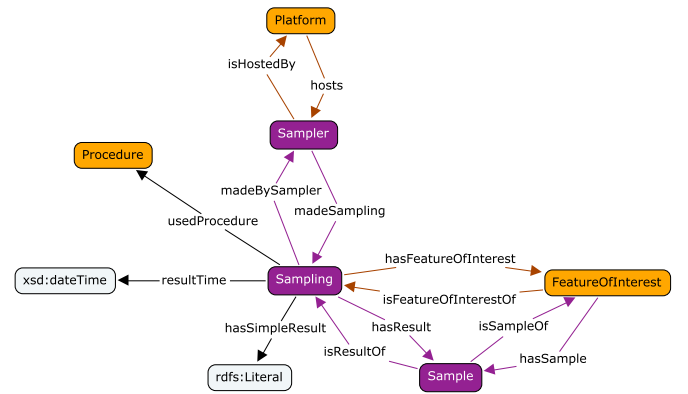 Platform
isHostedBy
hosts
Sampler
Procedure
madeBySampler
madeSampling
usedProcedure
hasFeatureOfInterest
xsd:dateTime
resultTime
Sampling
FeatureOfInterest
isFeatureOfInterestOf
hasSimpleResult
hasResult
isSampleOf
isResultOf
hasSample
rdfs:Literal
Sample